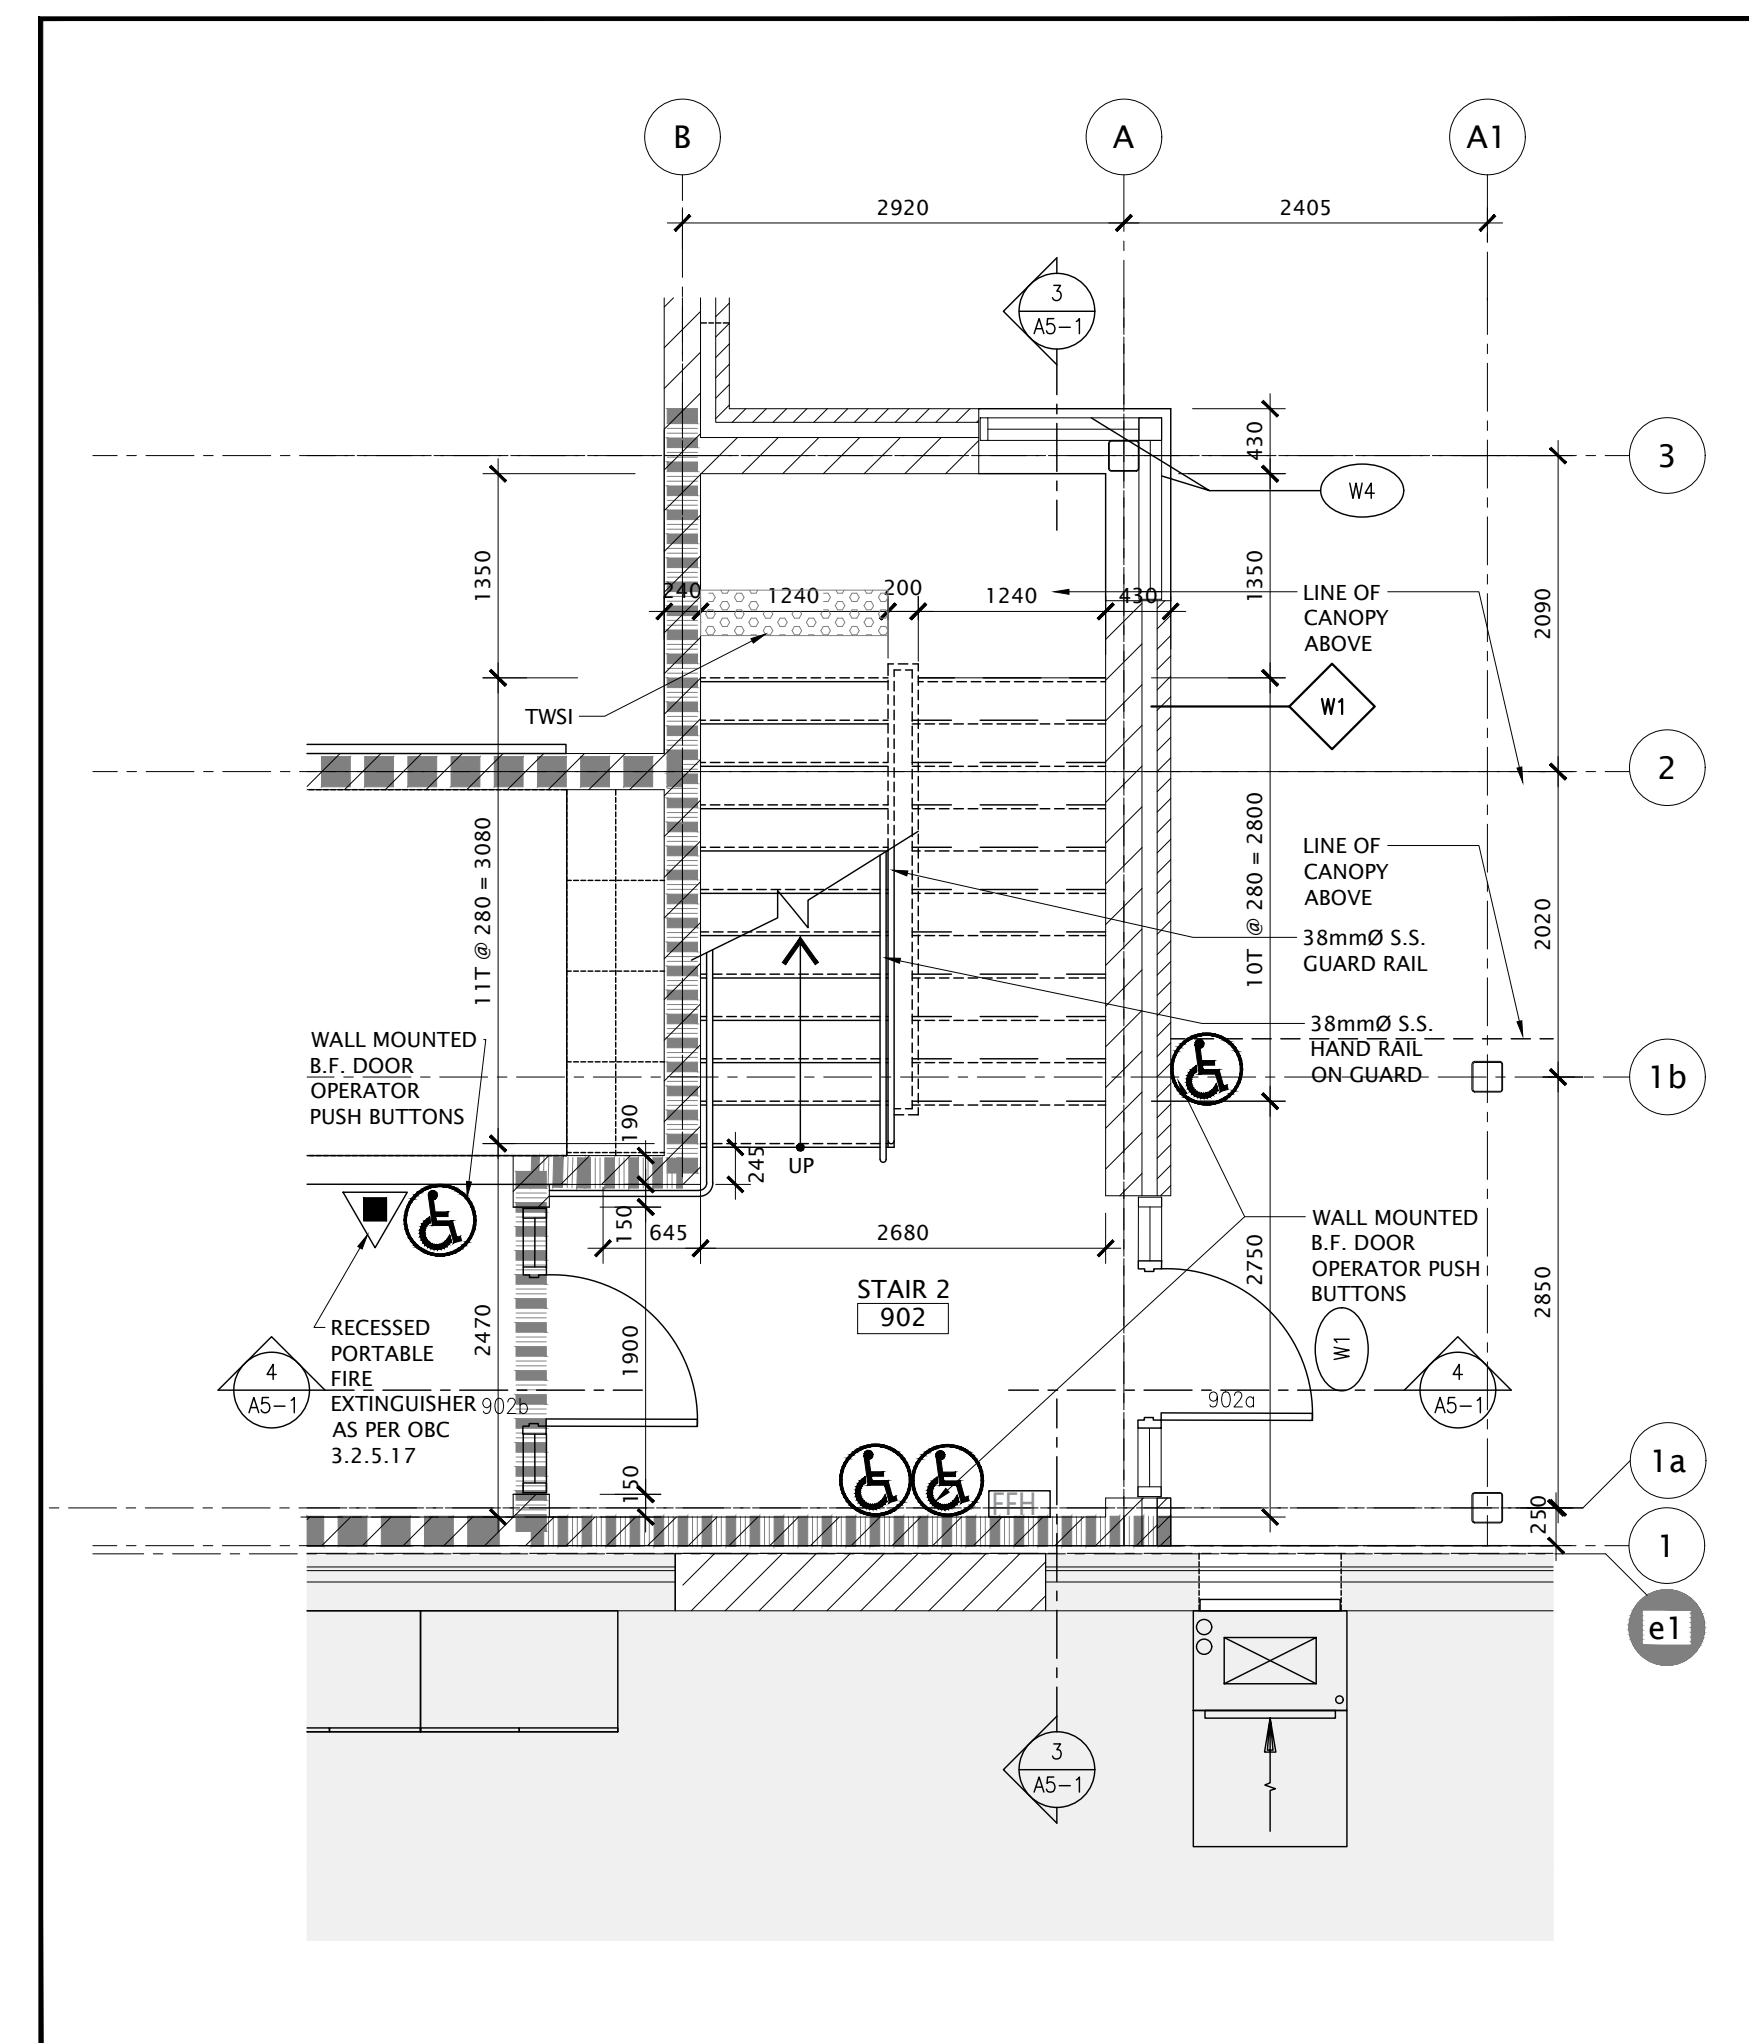 B
A
A1
2920
2405
3
A5-1
430
3
W4
1350
240
1240
200
1240
430
1350
LINE OF
CANOPY
ABOVE
2090
TWSI
W1
2
11T @ 280 = 3080
10T @ 280 = 2800
LINE OF
CANOPY
ABOVE
2020
38mmØ S.S.
GUARD RAIL
38mmØ S.S.
HAND RAIL
ON GUARD
1b
WALL MOUNTED
B.F. DOOR
OPERATOR
PUSH BUTTONS
190
245
UP
150
645
2680
2750
WALL MOUNTED
B.F. DOOR
OPERATOR PUSH
BUTTONS
2850
STAIR 2
902
2470
RECESSED
PORTABLE
FIRE
EXTINGUISHER
AS PER OBC
3.2.5.17
4
A5-1
902b
1900
W1
902a
4
A5-1
150
FFH
1a
250
1
e1
3
A5-1